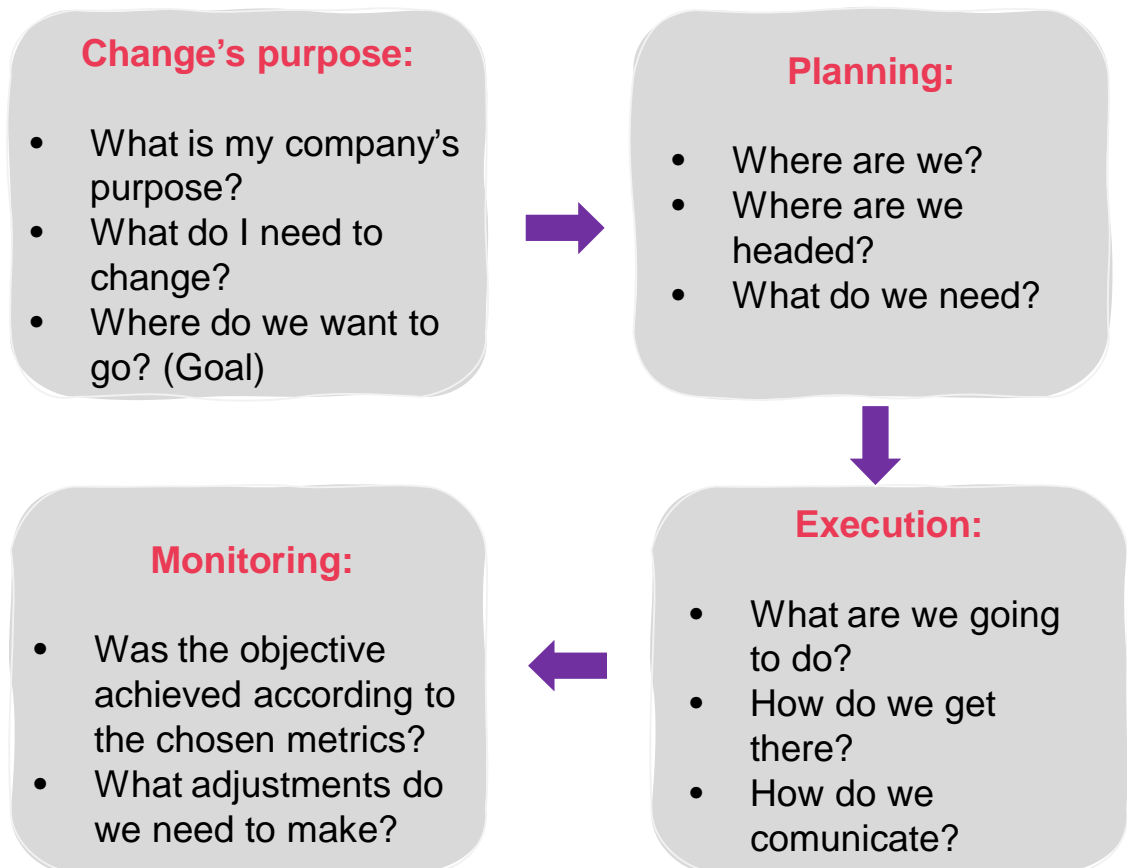 Change's purpose:
• What is my company's
purpose?
• What do I need to
change?
• Where do we want to
go? (Goal)
Planning:
• Where are we?
• Where are we
headed?
• What do we need?
Execution:
• What are we going
to do?
• How do we get
there?
• How do we
comunicate?
Monitoring:
• Was the objective
achieved according to
the chosen metrics?
• What adjustments do
we need to make?